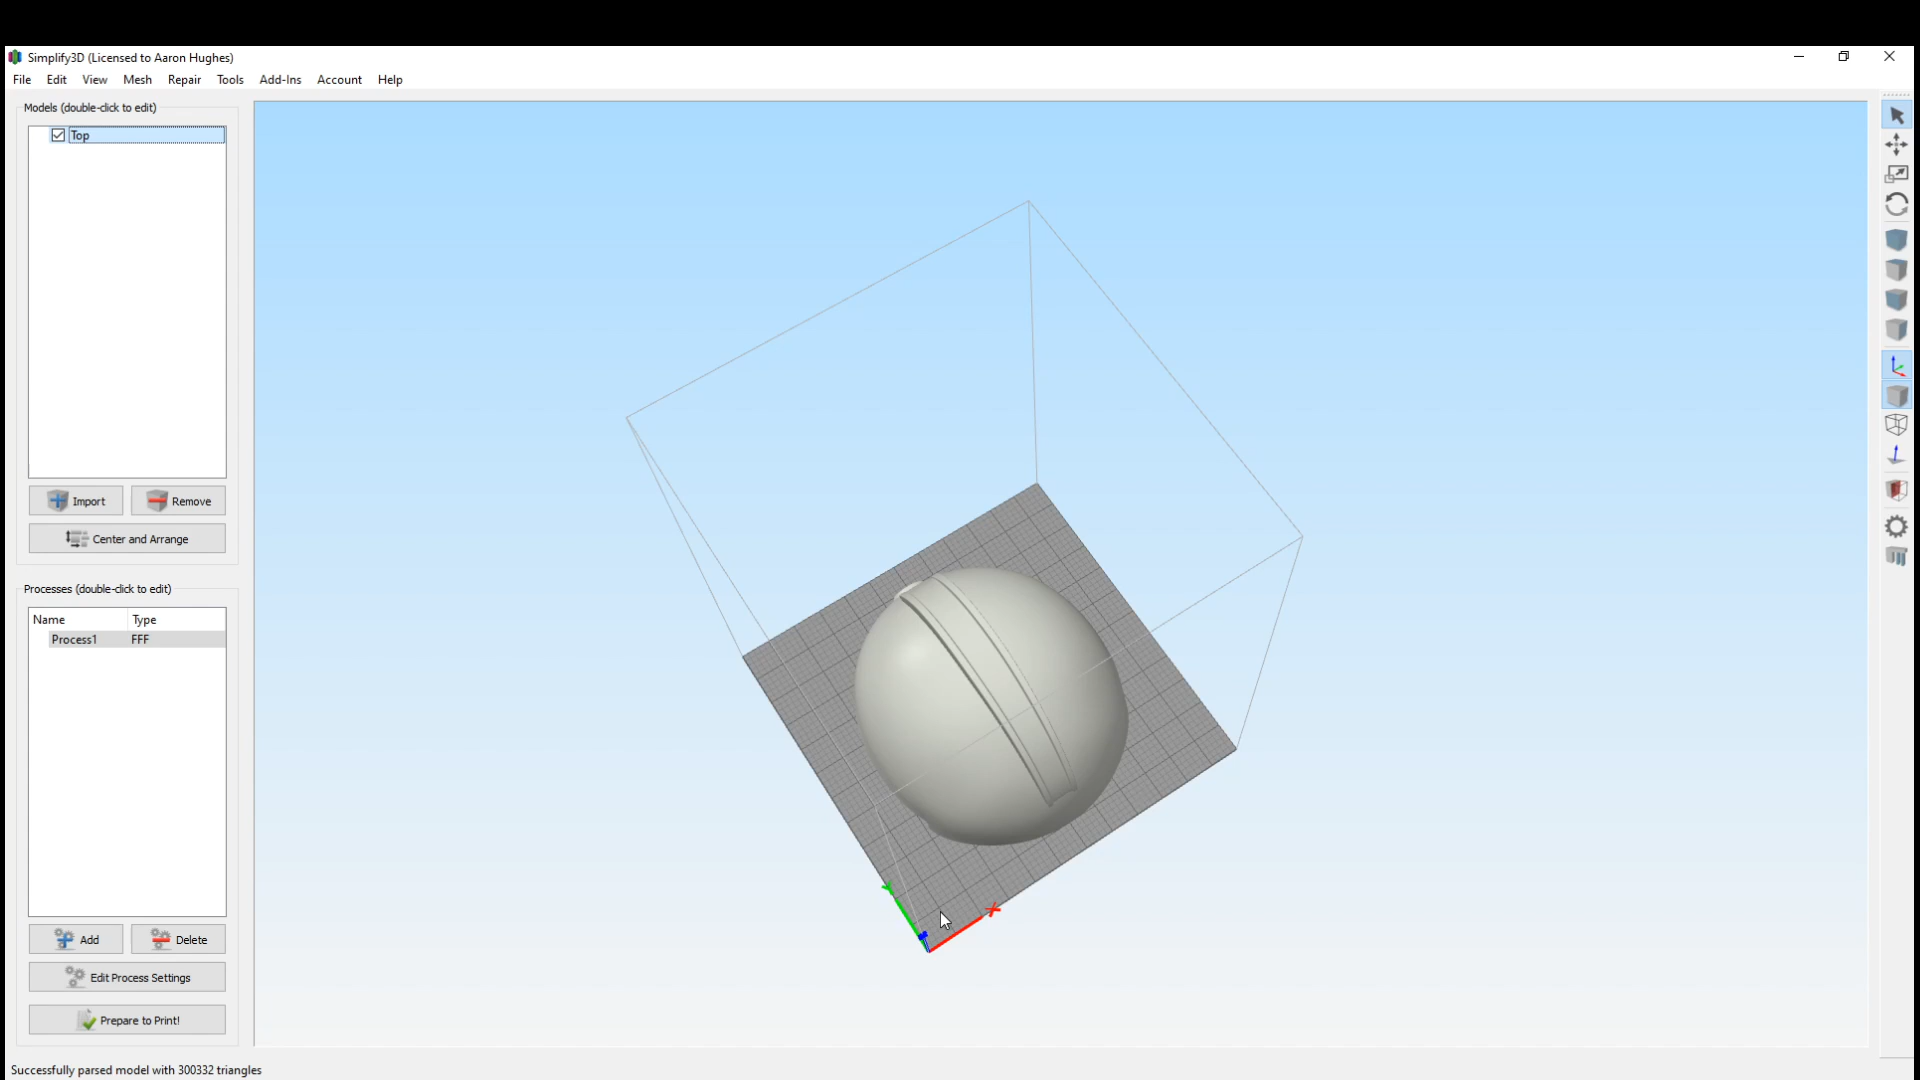 Simplify3D (Licensed to Aaron Hughes)
File Edit View Mesh Repair Tools Add-Ins Account Help
Models (double-click to edit)
Top
Import Remove
Center and Arrange
Processes (double-click to edit)
Name Type
Process1 FFF
Add Delete
Edit Process Settings
Prepare to Print!
X
Successfully parsed model with 300332 triangles